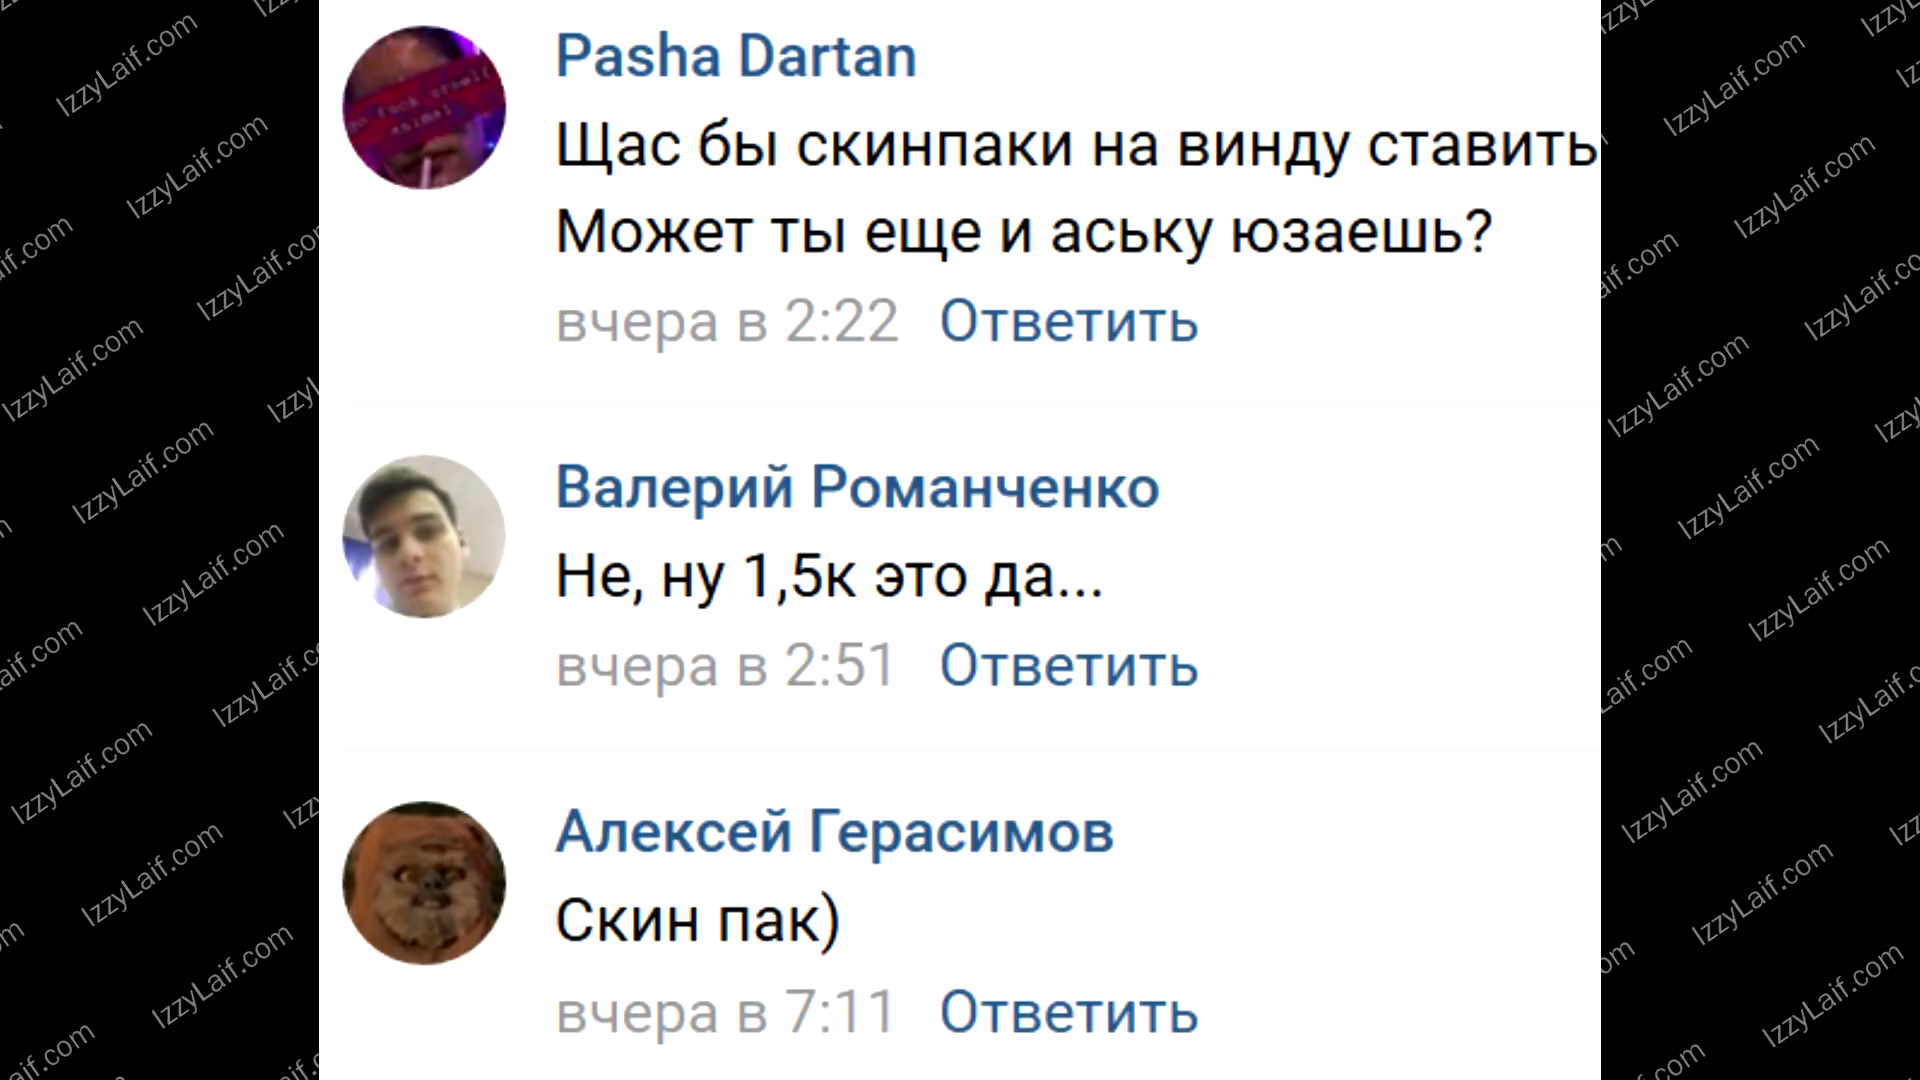 Pasha Dartan
Щас бы скинпаки на винду ставить
Может ты еще и аську юзаешь?
вчера в 2:22 Ответить
Валерий Романченко
Не, ну 1,5к это да...
вчера в 2:51 Ответить
Алексей Герасимов
Скин пак)
вчера в 7:11 Ответить
IzzyLaif.com